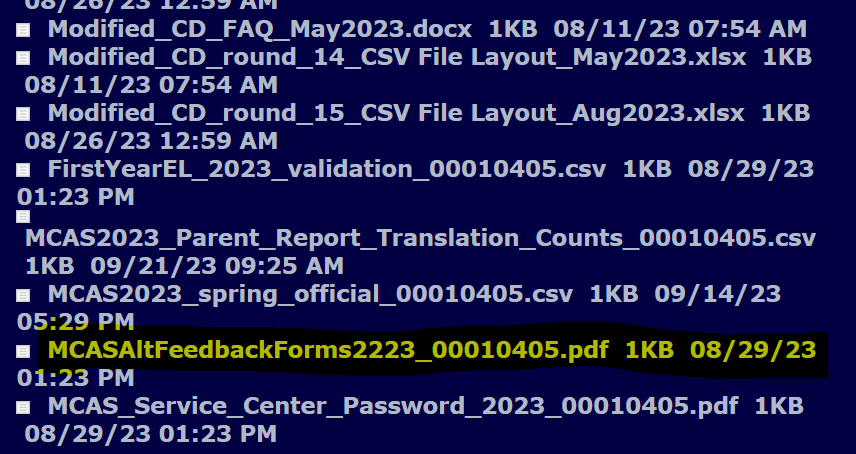 08/26/23 12:59 AM
Modified_CD_FAQ_May2023.docx 1KB 08/11/23 07:54 AM
Modified_CD_round_14_CSV File Layout_May2023.xlsx 1KB
08/11/23 07:54 AM
Modified_CD_round_15_CSV File Layout_Aug2023.xlsx 1KB
08/26/23 12:59 AM
FirstYearEL_2023_validation_00010405.csv 1KB 08/29/23
01:23 PM
MCAS2023_Parent_Report_Translation_Counts_00010405.csv
1KB 09/21/23 09:25 AM
MCAS2023_spring_official_00010405.csv 1KB 09/14/23
05:29 PM
MCASAltFeedbackForms2223_00010405.pdf 1KB 08/29/23
01:23 PM
MCAS_Service_Center_Password_2023_00010405.pdf 1KB
08/29/23 01:23 PM